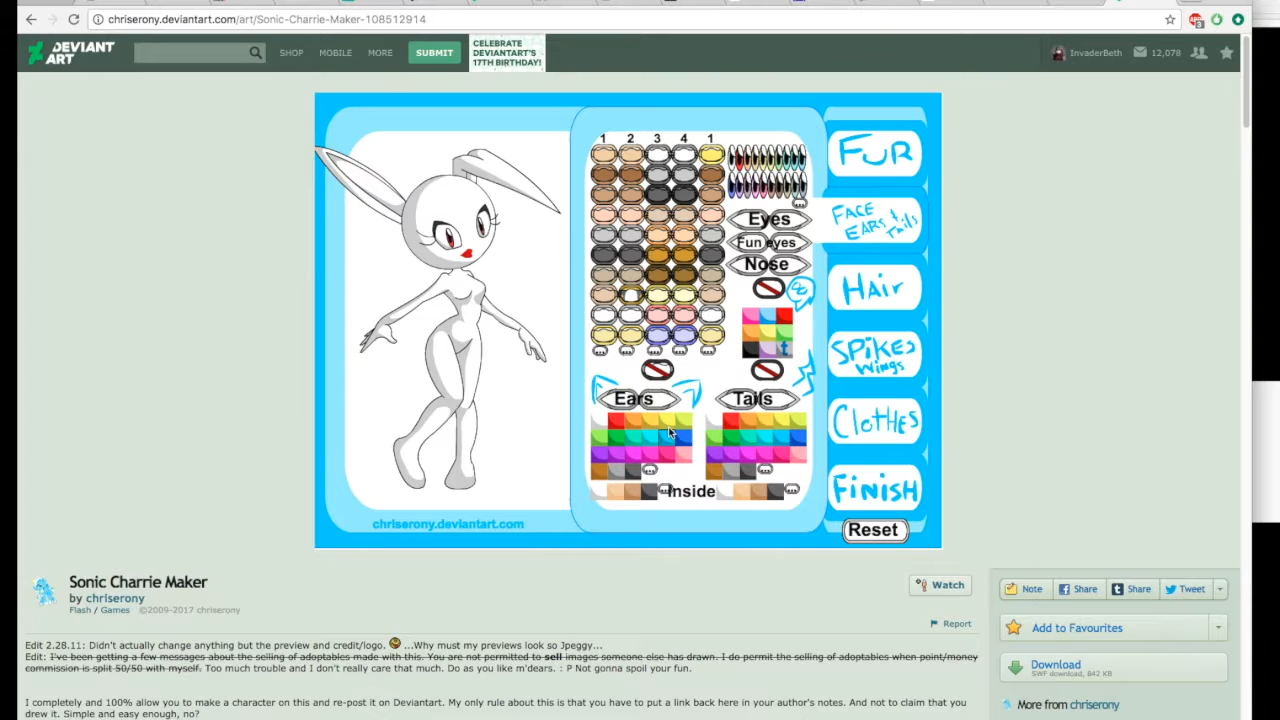 chriserony.deviantart.com/art/Sonic-Charrie-Maker-108512914
DEVIANT ART
SHOP
MOBILE
MORE
SUBMIT
CELEBRATE
DEVIANTART'S
17TH BIRTHDAY!
InvaderBeth
12,078
1 2 3 4 1
Eyes
Fun eyes
Nose
t
Ears
Tails
Inside
chriserony.deviantart.com
FUR
FACE
EARS & Tails
HAIR
SPIKES
WINGS
CLOTHES
FINISH
Reset
Sonic Charrie Maker
by chriserony
Flash / Games ©2009-2017 chriserony
Watch
Report
Edit 2.28.11: Didn't actually change anything but the preview and credit/logo. ...Why must my previews look so Jpeggy...
Edit: I've been getting a few messages about the selling of adoptables made with this. You are not permitted to sell images someone else has drawn. I do permit the selling of adoptables when point/money
commission is split 50/50 with myself. Too much trouble and I don't really care that much. Do as you like m'dears. : P Not gonna spoil your fun.
I completely and 100% allow you to make a character on this and re-post it on Deviantart. My only rule about this is that you have to put a link back here in your author's notes. And not to claim that you
drew it. Simple and easy enough, no?
Note
Share
Share
Tweet
Add to Favourites
Download
SWF download, 842 KB
More from chriserony